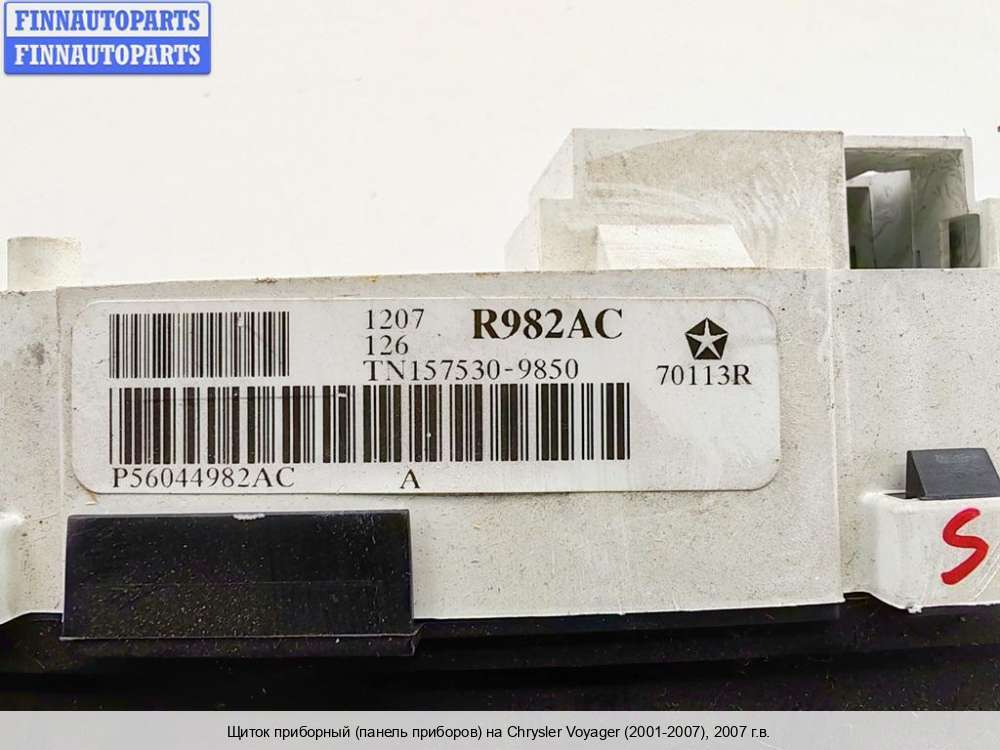 FINNAUTOPARTS
FINNAUTOPARTS
1207 R982AC
126
TN157530-9850
70113R
P56044982AC A
S
Щиток приборный (панель приборов) на Chrysler Voyager (2001-2007), 2007 г.в.